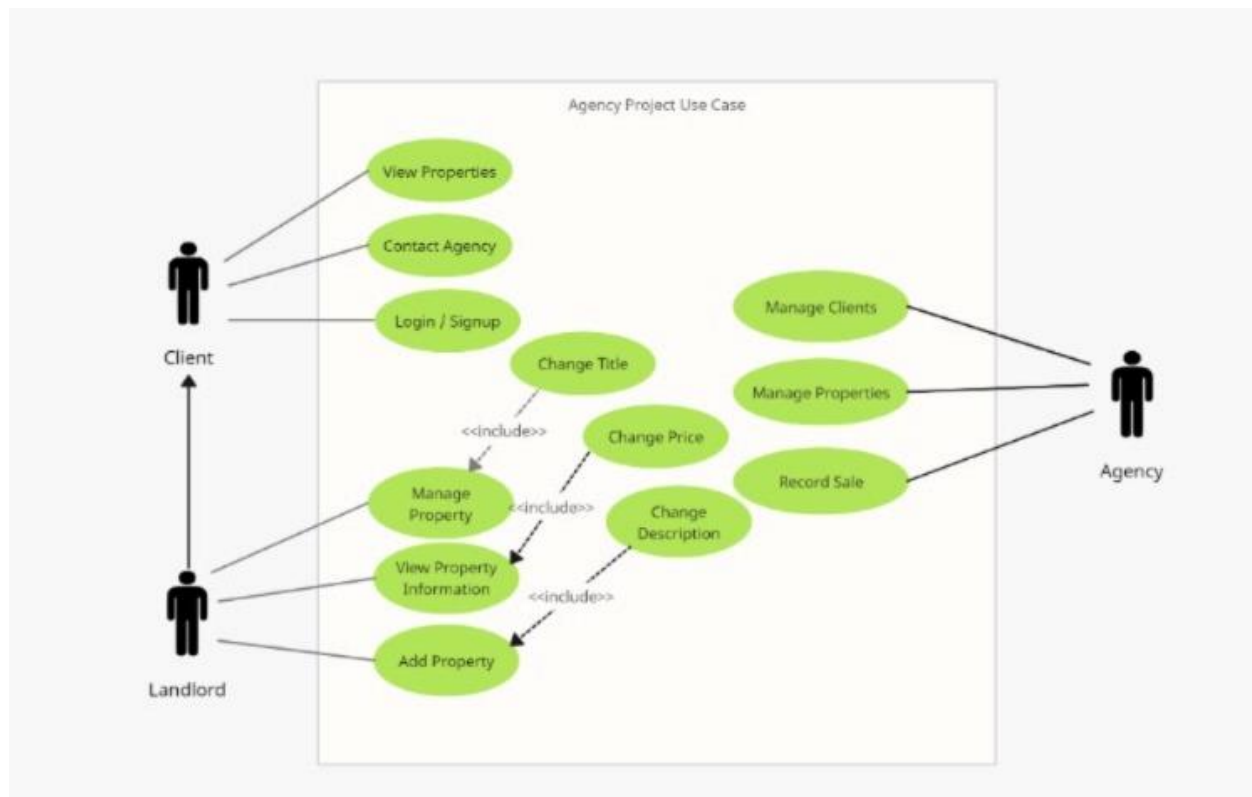 Agency Project Use Case
View Properties
Contact Agency
Login / Signup
Client
Change Title
<<include>>
Change Price
Manage
Property
<<include>>
Change
Description
View Property
Information
<<include>>
Add Property
Landlord
Manage Clients
Manage Properties
Record Sale
Agency